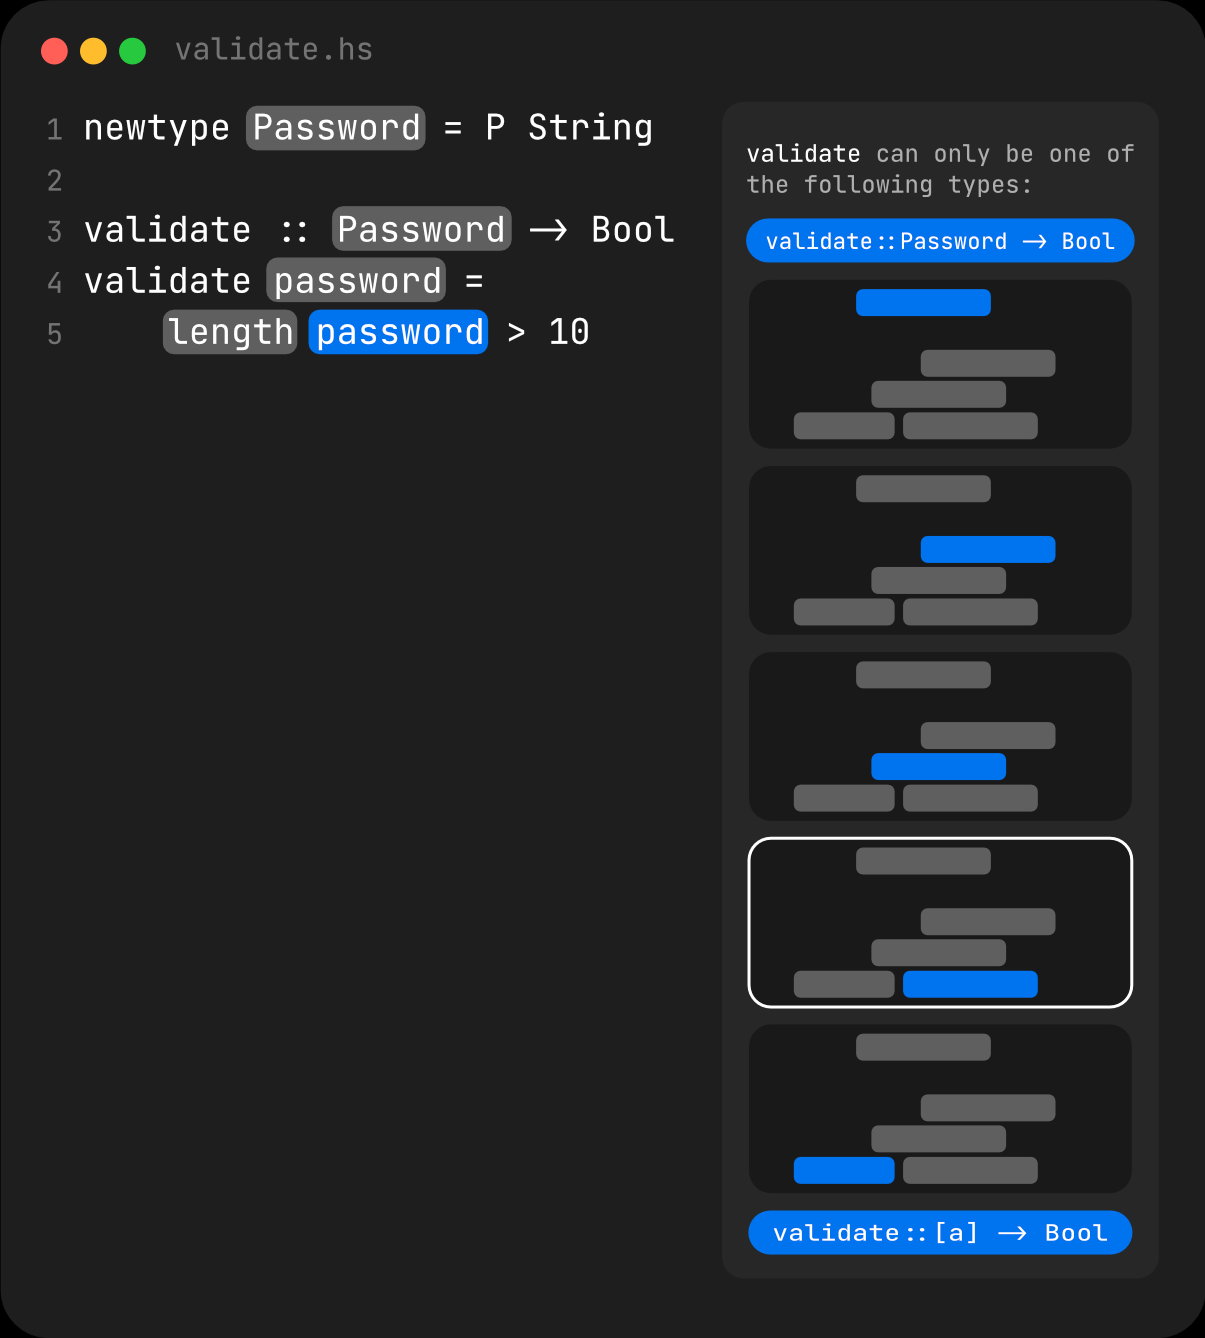 validate.hs
1 newtype Password = P String
2
3 validate :: Password -> Bool
4 validate password =
5 length password > 10
validate can only be one of
the following types:
validate::Password -> Bool
validate::[a] -> Bool